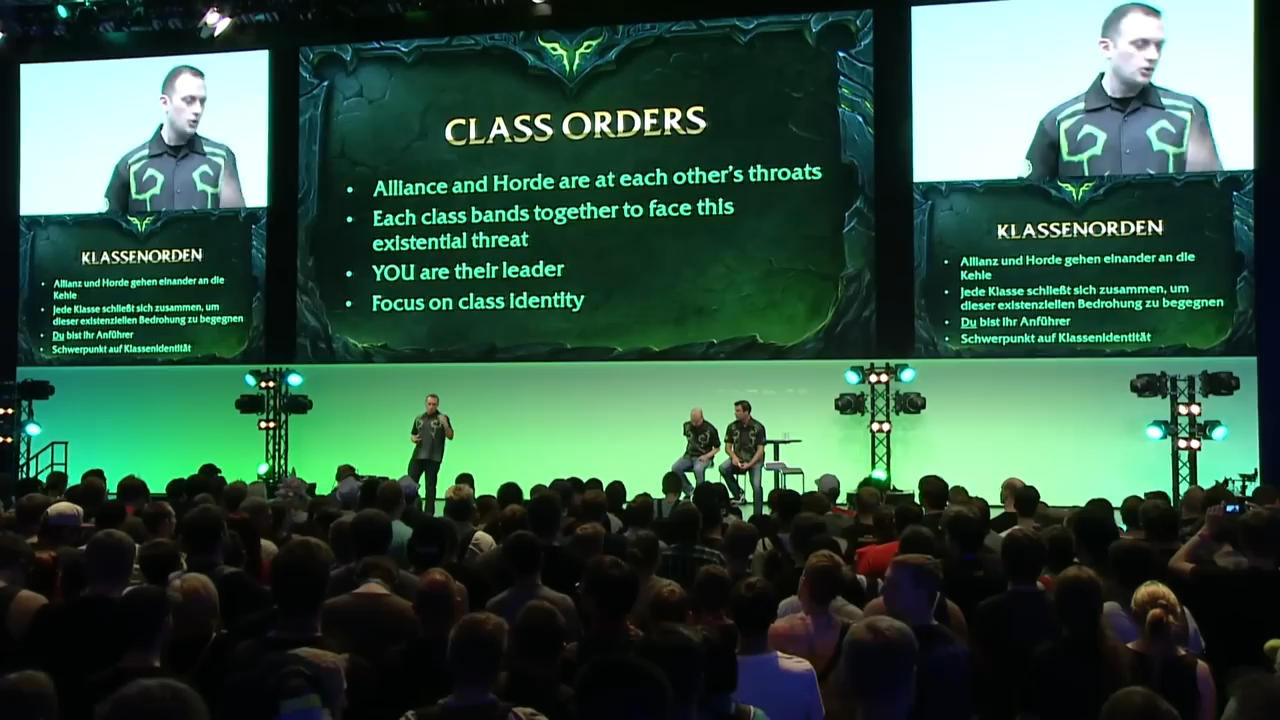 CLASS ORDERS
• Alliance and Horde are at each other's throats
• Each class bands together to face this
existential threat
• YOU are their leader
• Focus on class identity
KLASSENORDEN
• Allianz und Horde gehen einander an die
Kehle
• Jede Klasse schließt sich zusammen, um
dieser existenziellen Bedrohung zu begegnen
• Du bist ihr Anführer
• Schwerpunkt auf Klassenidentität
KLASSENORDEN
• Allianz und Horde gehen einander an die
Kehle
• Jede Klasse schließt sich zusammen, um
dieser existenziellen Bedrohung zu begegnen
• Du bist ihr Anführer
• Schwerpunkt auf Klassenidentität